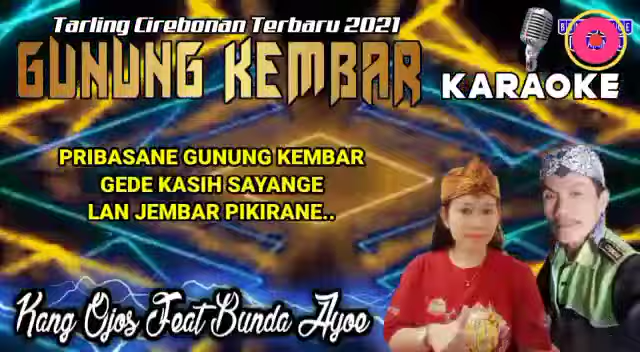 Tarling Cirebonan Terbaru 2021
GUNUNG KEMBAR
KARAOKE
PRIBASANE GUNUNG KEMBAR
GEDE KASIH SAYANGE
LAN JEMBAR PIKIRANE..
Kang Ojos Feat Bunda Ayoe